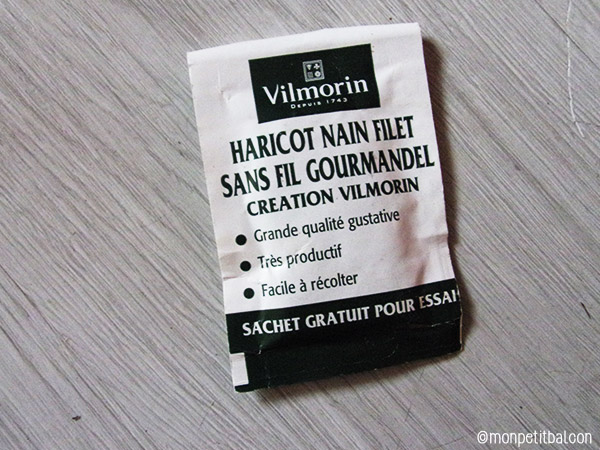 Vilmorin
DEPUIS 1743
HARICOT NAIN FILET
SANS FIL GOURMANDEL
CREATION VILMORIN
● Grande qualité gustative
● Très productif
● Facile à récolter
SACHET GRATUIT POUR ESSAI
©monpetitbalcon